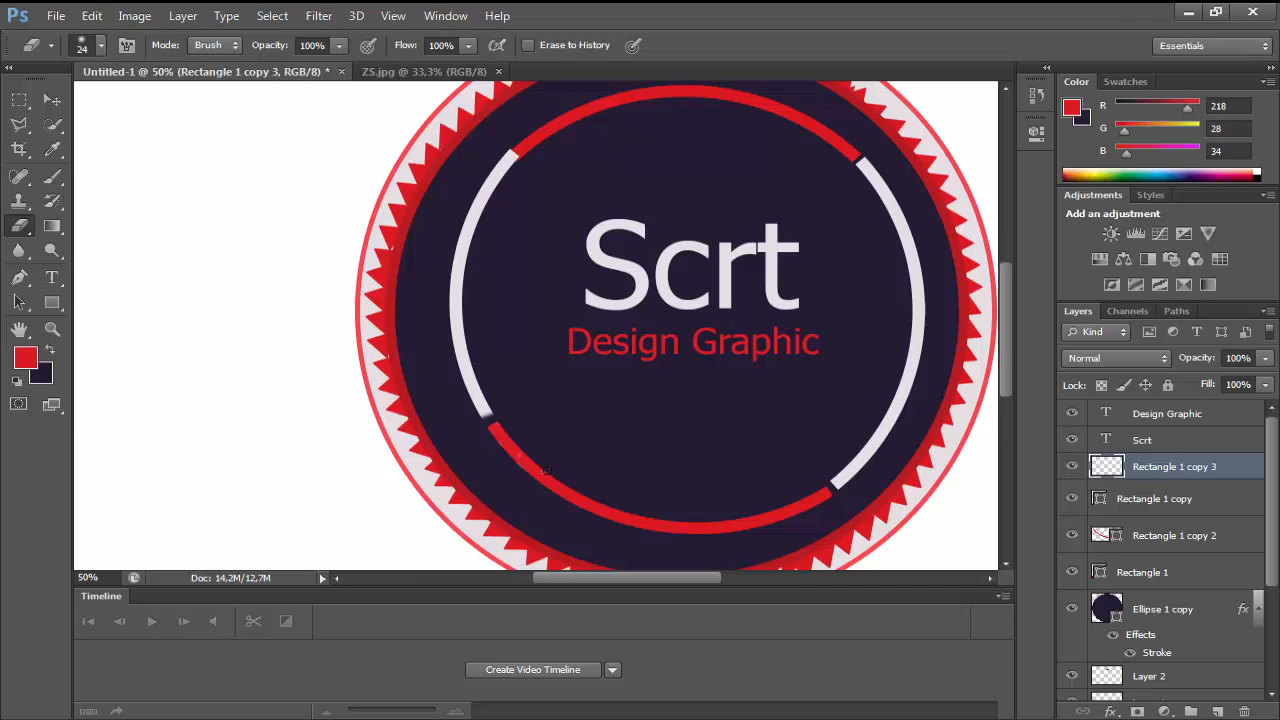 Ps File Edit Image Layer Type Select Filter 3D View Window Help
24 Mode: Brush Opacity: 100% Flow: 100% Erase to History Essentials
Untitled-1 @ 50% (Rectangle 1 copy 3, RGB/8) * × ZS.jpg @ 33,3% (RGB/8) ×
Color Swatches
R 218
G 28
B 34
Adjustments Styles
Add an adjustment
Scrt
Design Graphic
Layers Channels Paths
Kind
Normal Opacity: 100%
Lock: Fill: 100%
T Design Graphic
T Scrt
Rectangle 1 copy 3
Rectangle 1 copy
Rectangle 1 copy 2
Rectangle 1
Ellipse 1 copy fx
Effects
Stroke
Layer 2
50% Doc: 14,2M/12,7M
Timeline
Create Video Timeline
fx